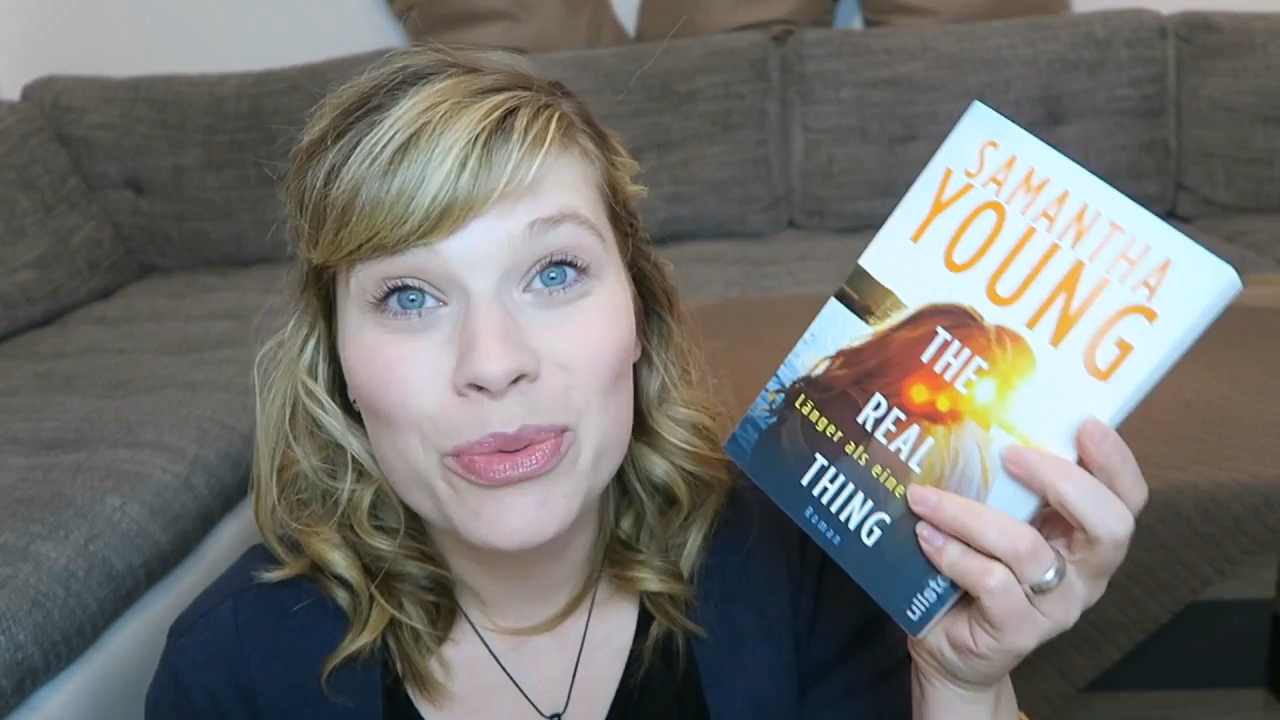 SAMANTHA
YOUNG
THE
REAL
Länger als eine
THING
Roman